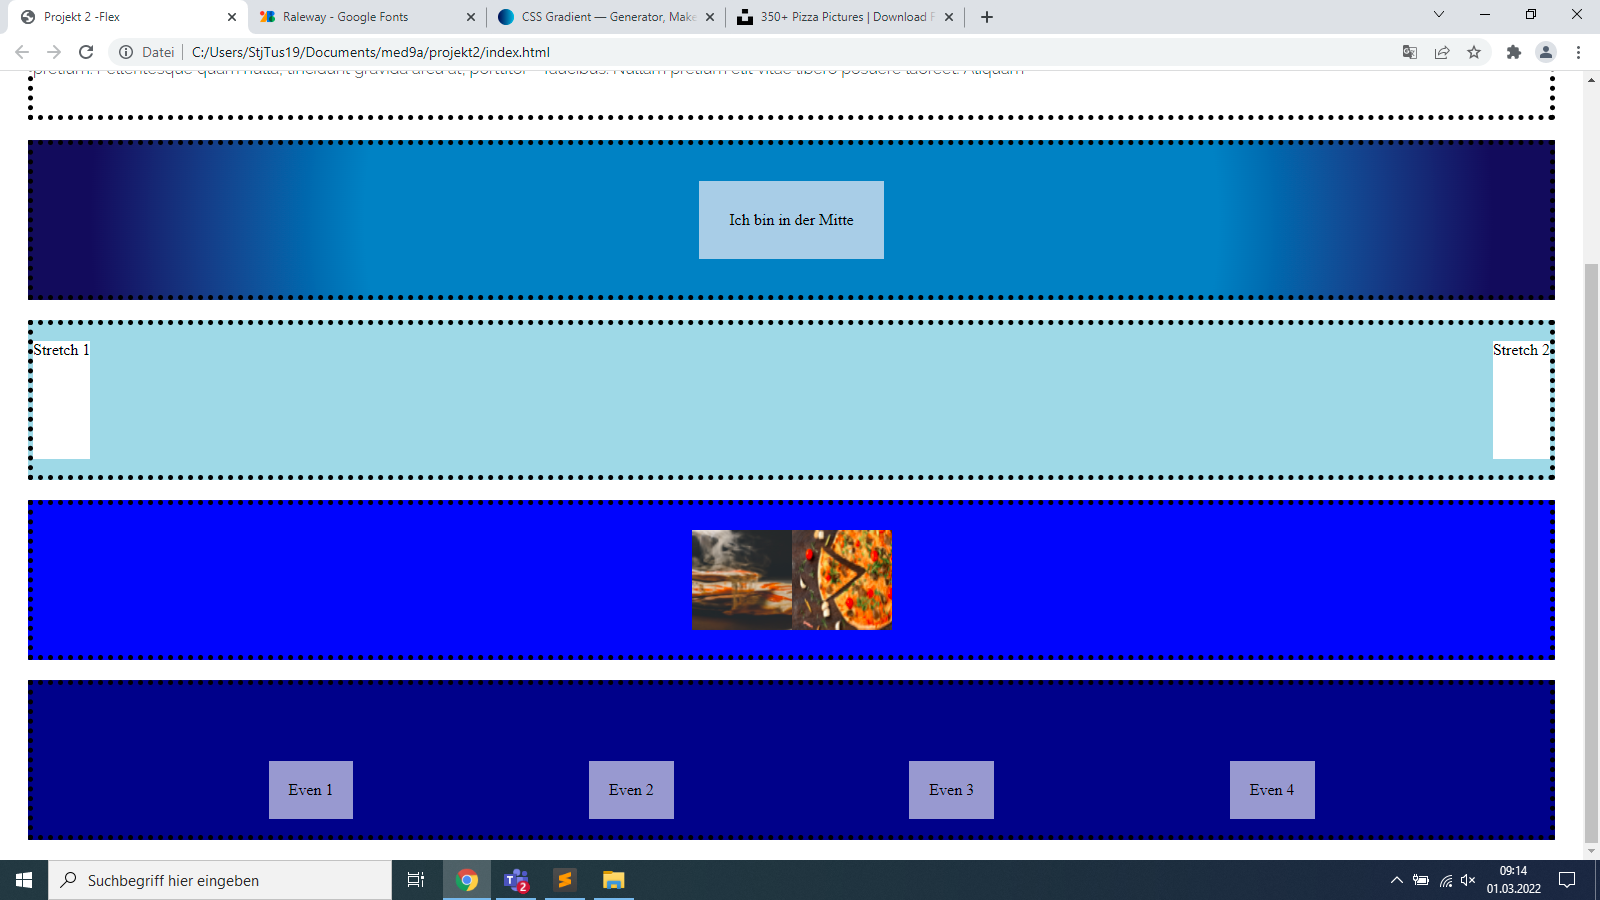 Projekt 2 -Flex
Raleway - Google Fonts
CSS Gradient — Generator, Make
350+ Pizza Pictures | Download F
Datei
C:/Users/StjTus19/Documents/med9a/projekt2/index.html
pretium. Pellentesque quam nulla, tincidunt gravida arcu at, porttitor faucibus. Nullam pretium elit vitae libero posuere laoreet. Aliquam
Ich bin in der Mitte
Stretch 1
Stretch 2
Even 1
Even 2
Even 3
Even 4
Suchbegriff hier eingeben
2
09:14
01.03.2022